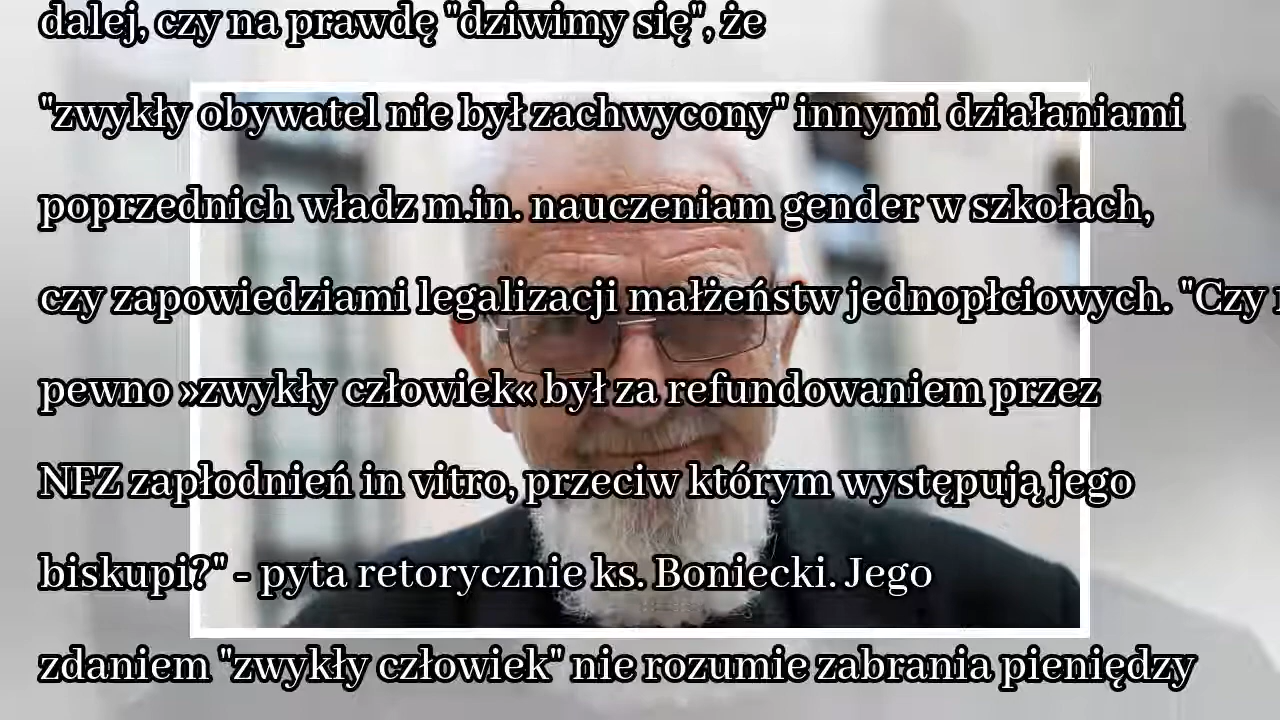 dalej, czy na prawdę "dziwimy się", że
"zwykły obywatel nie był zachwycony" innymi działaniami
poprzednich władz m.in. nauczeniam gender w szkołach,
czy zapowiedziami legalizacji małżeństw jednopłciowych. "Czy
pewno »zwykły człowiek« był za refundowaniem przez
NFZ zapłodnień in vitro, przeciw którym występują jego
biskupi?" - pyta retorycznie ks. Boniecki. Jego
zdaniem "zwykły człowiek" nie rozumie zabrania pieniędzy